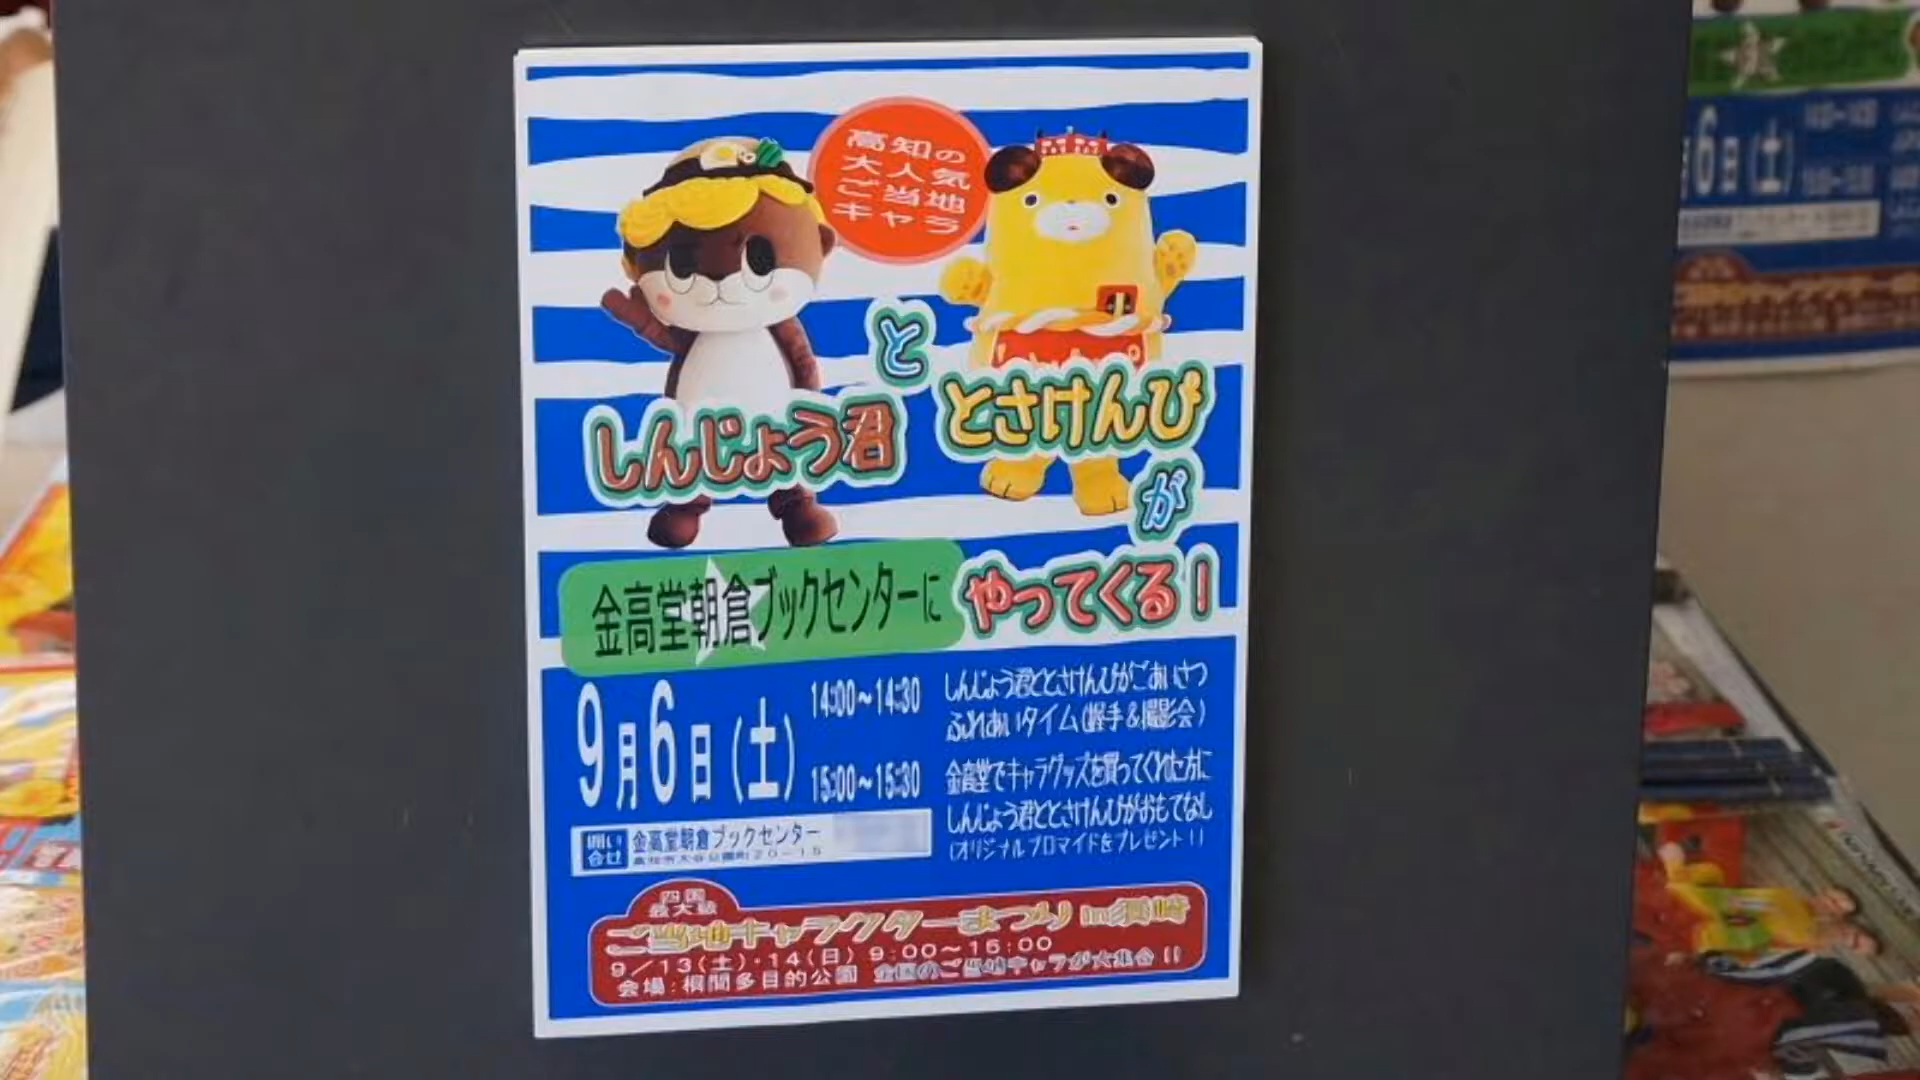 高知の
大人気
ご当地
キャラ
しんじょう君
と
とさけんぴ
が
金高堂朝倉ブックセンターに
やってくる!
9月6日(土)
14:00~14:30
しんじょう君ととさけんぴがごあいさつ
ふれあいタイム(握手&撮影会)
15:00~15:30
金高堂でキャラグッズを買ってくれた方に
しんじょう君ととさけんぴがおもてなし
(オリジナルブロマイドをプレゼント!!
問い
合せ
金高堂朝倉ブックセンター
20-15
四国
最大級
ご当地キャラクターまつりin須崎
9/13(土)・14(日) 9:00~15:00
会場:桐間多目的公園 全国のご当地キャラが大集合!!
6日(土)